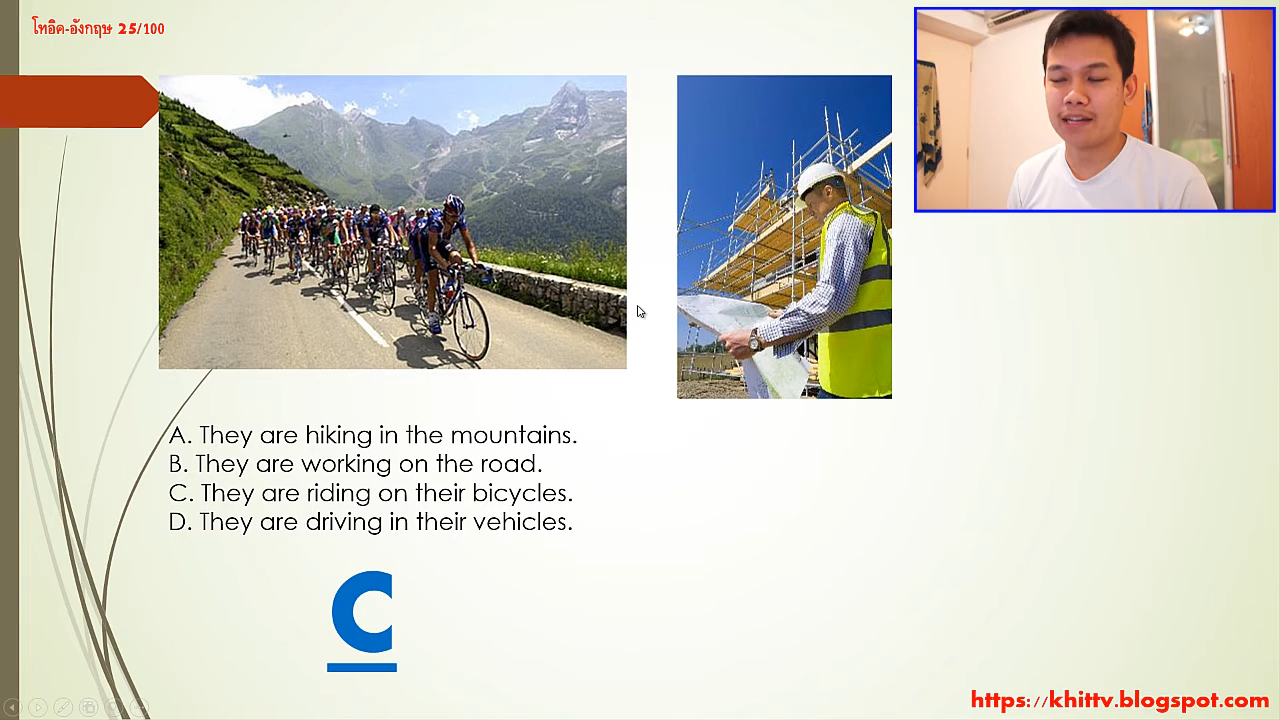 โทอิค-อังกฤษ 25/100
A. They are hiking in the mountains.
B. They are working on the road.
C. They are riding on their bicycles.
D. They are driving in their vehicles.
C
https://khittv.blogspot.com